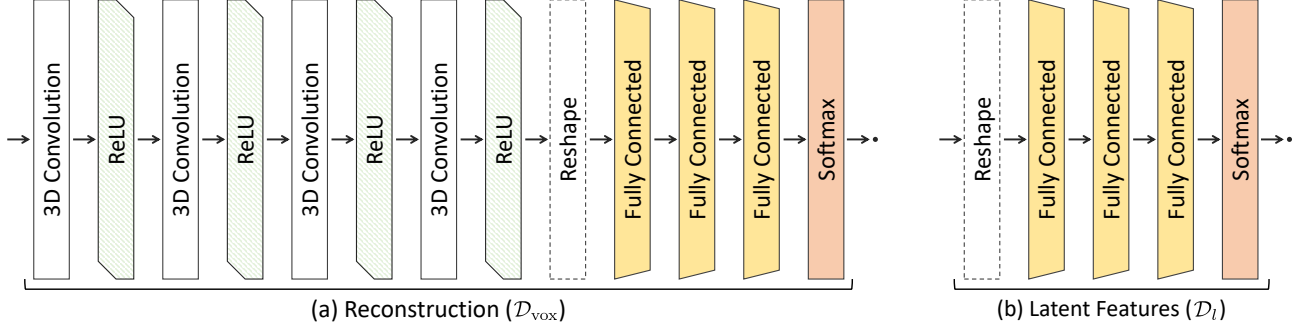 3D Convolution
ReLU
3D Convolution
ReLU
3D Convolution
ReLU
3D Convolution
ReLU
Reshape
Fully Connected
Fully Connected
Fully Connected
Softmax
(a) Reconstruction (𝒟vox)
Reshape
Fully Connected
Fully Connected
Fully Connected
Softmax
(b) Latent Features (𝒟l)